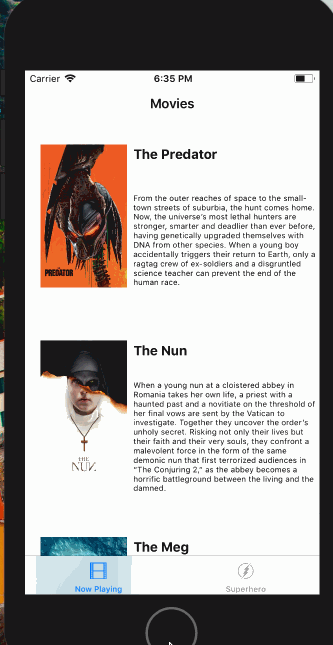 Carrier
6:35 PM
Movies
The Predator
From the outer reaches of space to the small-
town streets of suburbia, the hunt comes home.
Now, the universe's most lethal hunters are
stronger, smarter and deadlier than ever before,
having genetically upgraded themselves with
DNA from other species. When a young boy
accidentally triggers their return to Earth, only a
ragtag crew of ex-soldiers and a disgruntled
science teacher can prevent the end of the
human race.
PREDATOR
The Nun
When a young nun at a cloistered abbey in
Romania takes her own life, a priest with a
haunted past and a novitiate on the threshold of
her final vows are sent by the Vatican to
investigate. Together they uncover the order's
unholy secret. Risking not only their lives but
their faith and their very souls, they confront a
malevolent force in the form of the same
demonic nun that first terrorized audiences in
"The Conjuring 2," as the abbey becomes a
horrific battleground between the living and the
damned.
THE
NUN
The Meg
Now Playing
Superhero